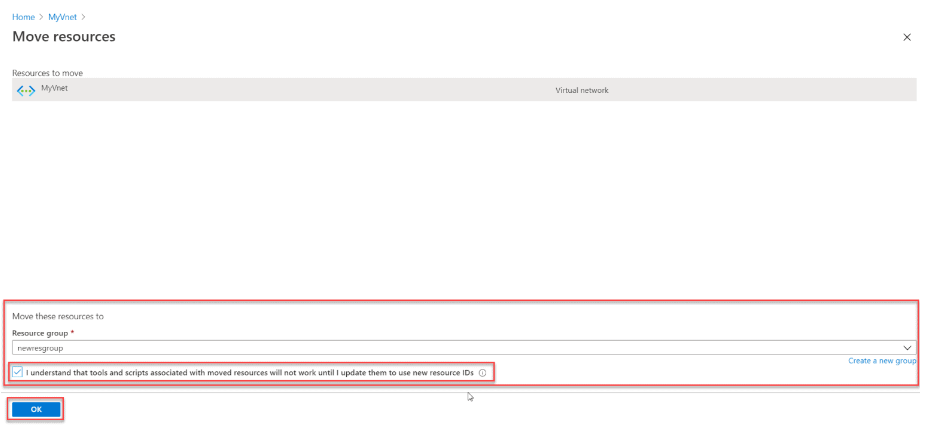 Home > MyVnet >
Move resources
Resources to move
MyVnet Virtual network
Move these resources to
Resource group *
newresgroup
Create a new group
I understand that tools and scripts associated with moved resources will not work until I update them to use new resource IDs
OK